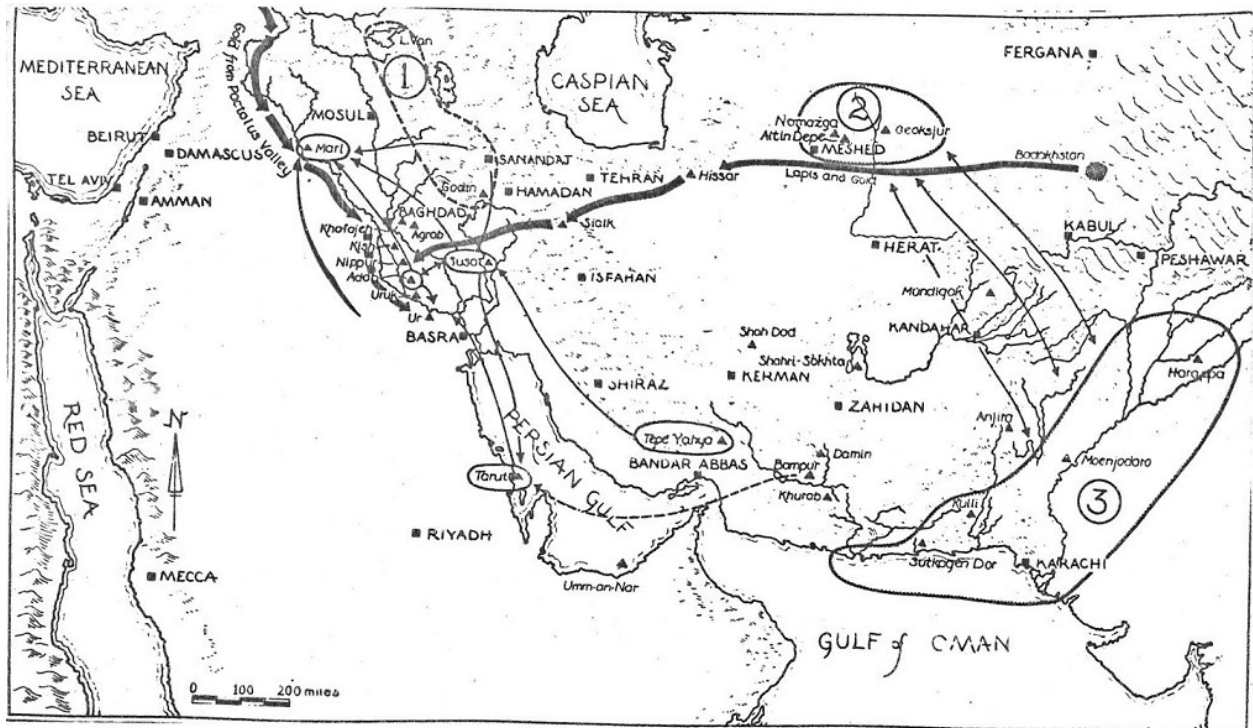 MEDITERRANEAN
SEA
BEIRUT
DAMASCUS
TEL AVIV
AMMAN
RED SEA
N
MECCA
0 100 200 miles
Gold from Pactolus Valley
L. Van
1
MOSUL
Mari
SANANDAJ
Godin
HAMADAN
BAGHDAD
Agrab
Khafajeh
Kish
Nippur
Adab
Uruk
Ur
BASRA
Susa
CASPIAN
SEA
TEHRAN
Sialk
ISFAHAN
Hissar
SHIRAZ
PERSIAN GULF
Tarut
RIYADH
Umm-an-Nar
2
Namazga
Altin Depe
Geoksjur
MESHED
Lapis and Gold
Badakhstan
FERGANA
KABUL
PESHAWAR
HERAT
Mundigak
KANDAHAR
Shah Dad
Shahri-Sokhta
KERMAN
ZAHIDAN
Tepe Yahya
BANDAR ABBAS
Bampur
Damin
Khurab
Anjira
Harappa
Moenjodaro
3
Kulli
Sutkagen Dor
KARACHI
GULF of OMAN